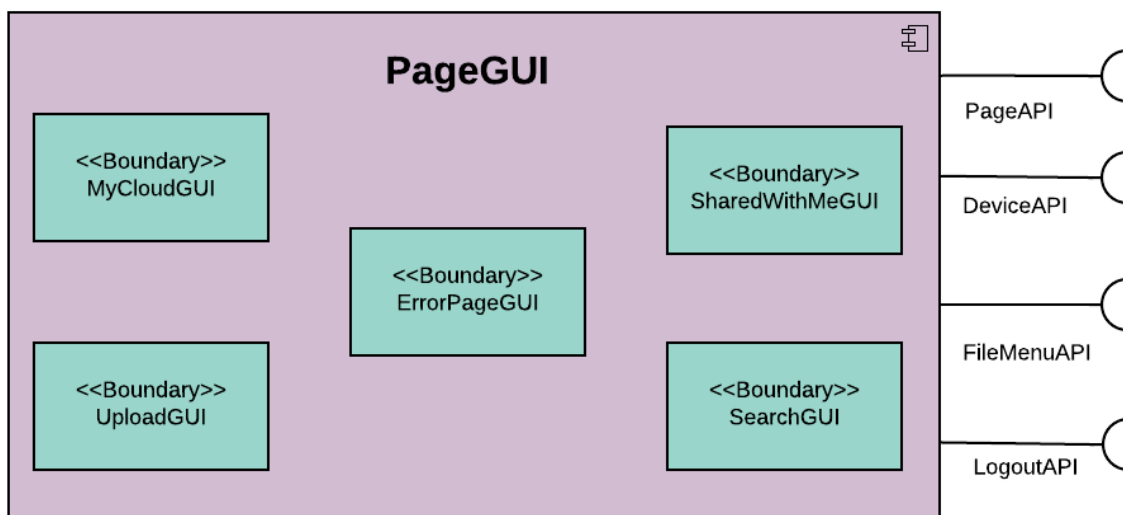 PageGUI
<<Boundary>>
MyCloudGUI
<<Boundary>>
SharedWithMeGUI
<<Boundary>>
ErrorPageGUI
<<Boundary>>
UploadGUI
<<Boundary>>
SearchGUI
PageAPI
DeviceAPI
FileMenuAPI
LogoutAPI